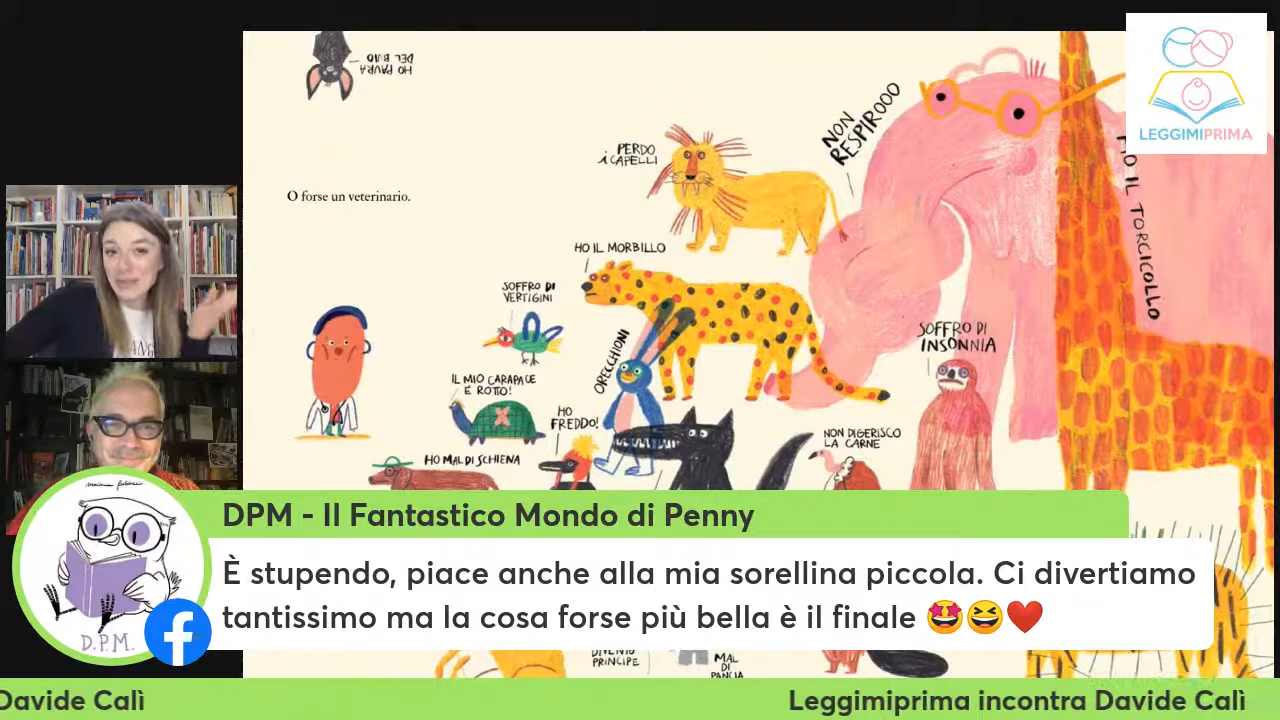 HO PAURA
DEL BUIO
LEGGIMIPRIMA
NON
RESPIROOO
PERDO
i CAPELLI
HO IL TORCICOLLO
O forse un veterinario.
HO IL MORBILLO
SOFFRO DI
VERTIGINI
SOFFRO DI
INSONNIA
ORECCHIONI
IL MIO CARAPACE
È ROTTO!
HO
FREDDO!
NON DIGERISCO
LA CARNE
HO MAL DI SCHIENA
DPM - Il Fantastico Mondo di Penny
È stupendo, piace anche alla mia sorellina piccola. Ci divertiamo
tantissimo ma la cosa forse più bella è il finale 🤩😆❤️
D.P.M.
DIVENTO
PRINCIPE
MAL
DI
PANCIA
Davide Calì
Leggimiprima incontra Davide Calì